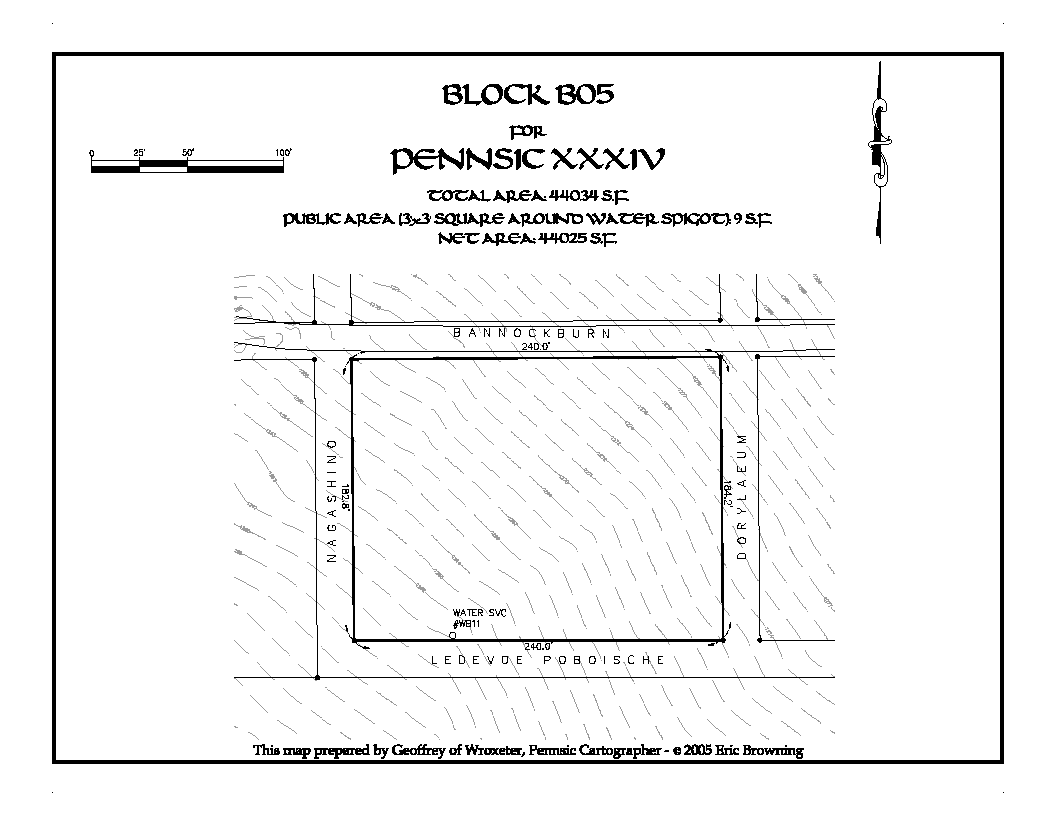 BLOCK B05
FOR
PENNSIC XXXIV
TOTAL AREA: 44034 S.F.
PUBLIC AREA (3x3 SQUARE AROUND WATER SPIGOT): 9 S.F.
NET AREA: 44025 S.F.
0 25' 50' 100'
BANNOCKBURN
240.0'
NAGASHINO
182.8'
184.2'
DORYLAEUM
WATER SVC
#WB11
240.0'
LEDEVOE POBOISCHE
This map prepared by Geoffrey of Wroxeter, Pennsic Cartographer - © 2005 Eric Browning